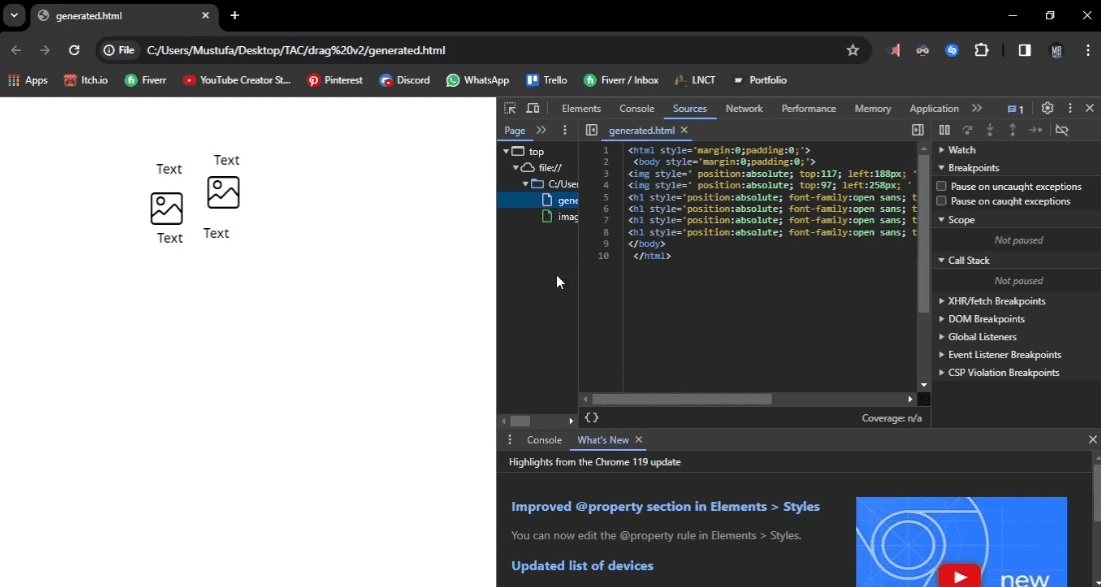 generated.html
File C:/Users/Mustufa/Desktop/TAC/drag%20v2/generated.html
Apps Itch.io Fiverr YouTube Creator St... Pinterest Discord WhatsApp Trello Fiverr / Inbox LNCT Portfolio
Elements Console Sources Network Performance Memory Application 1
Page generated.html
top
file://
C:/User
gene
imag
1 <html style='margin:0;padding:0;'>
2 <body style='margin:0;padding:0;'>
3 <img style=' position:absolute; top:117; left:188px; '
4 <img style=' position:absolute; top:97; left:258px; '
5 <h1 style='position:absolute; font-family:open sans; t
6 <h1 style='position:absolute; font-family:open sans; t
7 <h1 style='position:absolute; font-family:open sans; t
8 <h1 style='position:absolute; font-family:open sans; t
9 </body>
10 </html>
{} Coverage: n/a
Watch
Breakpoints
Pause on uncaught exceptions
Pause on caught exceptions
Scope
Not paused
Call Stack
Not paused
XHR/fetch Breakpoints
DOM Breakpoints
Global Listeners
Event Listener Breakpoints
CSP Violation Breakpoints
Text
Text
Text
Text
Console What's New
Highlights from the Chrome 119 update
Improved @property section in Elements > Styles
You can now edit the @property rule in Elements > Styles.
Updated list of devices
new